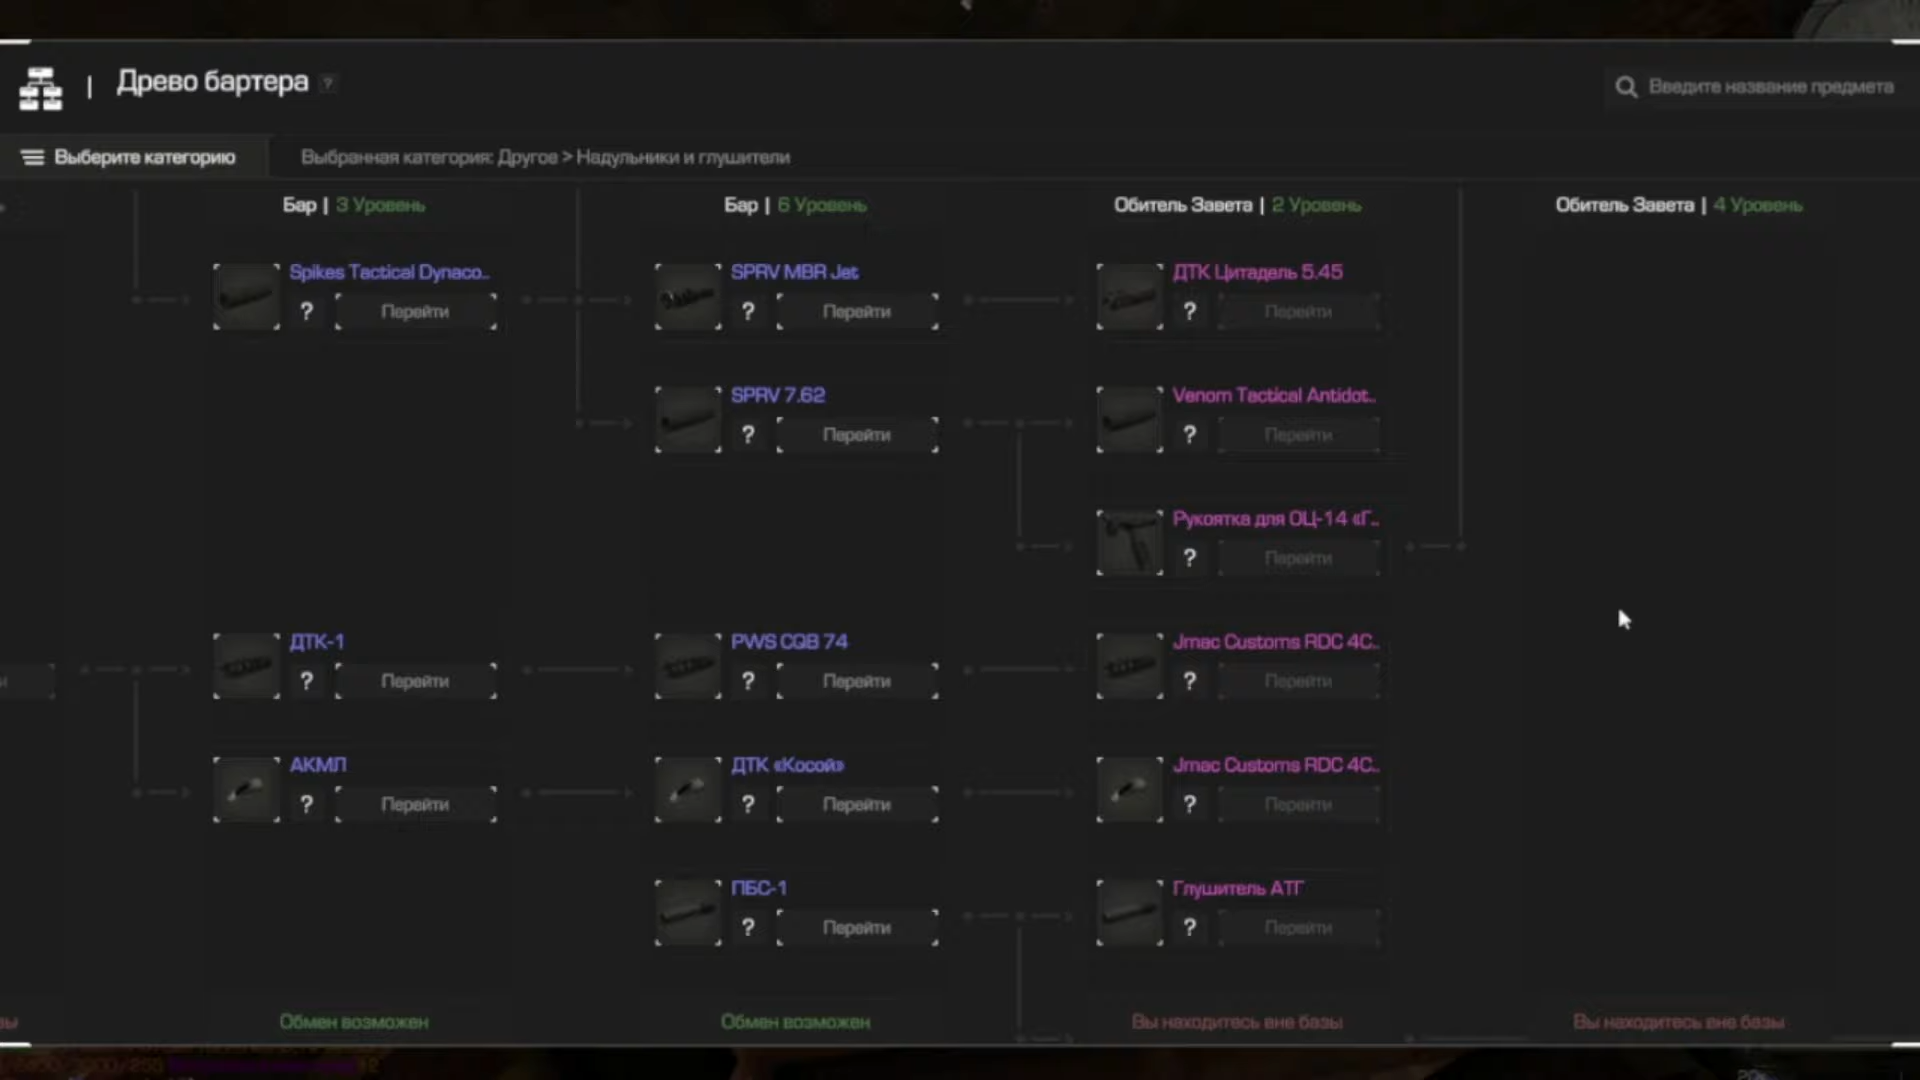 Древо бартера ?
Введите название предмета
Выберите категорию
Выбранная категория: Другое > Надульники и глушители
Бар | 3 Уровень
Бар | 6 Уровень
Обитель Завета | 2 Уровень
Обитель Завета | 4 Уровень
Spikes Tactical Dynaco..
? Перейти
SPRV MBR Jet
? Перейти
ДТК Цитадель 5.45
? Перейти
SPRV 7.62
? Перейти
Venom Tactical Antidot..
? Перейти
Рукоятка для ОЦ-14 «Г..
? Перейти
ДТК-1
? Перейти
PWS CQB 74
? Перейти
Jmac Customs RDC 4C..
? Перейти
АКМЛ
? Перейти
ДТК «Косой»
? Перейти
Jmac Customs RDC 4C..
? Перейти
ПБС-1
? Перейти
Глушитель АТГ
? Перейти
Обмен возможен
Обмен возможен
Вы находитесь вне базы
Вы находитесь вне базы